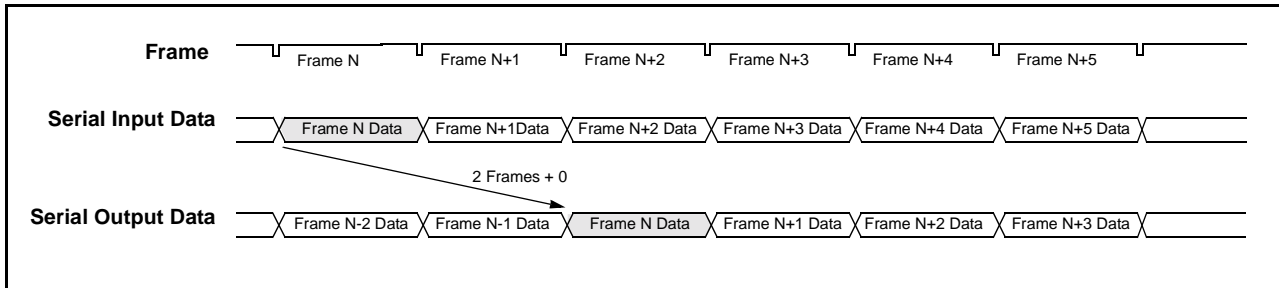 Frame
Frame N Frame N+1 Frame N+2 Frame N+3 Frame N+4 Frame N+5
Serial Input Data
Frame N Data Frame N+1Data Frame N+2 Data Frame N+3 Data Frame N+4 Data Frame N+5 Data
2 Frames + 0
Serial Output Data
Frame N-2 Data Frame N-1 Data Frame N Data Frame N+1 Data Frame N+2 Data Frame N+3 Data